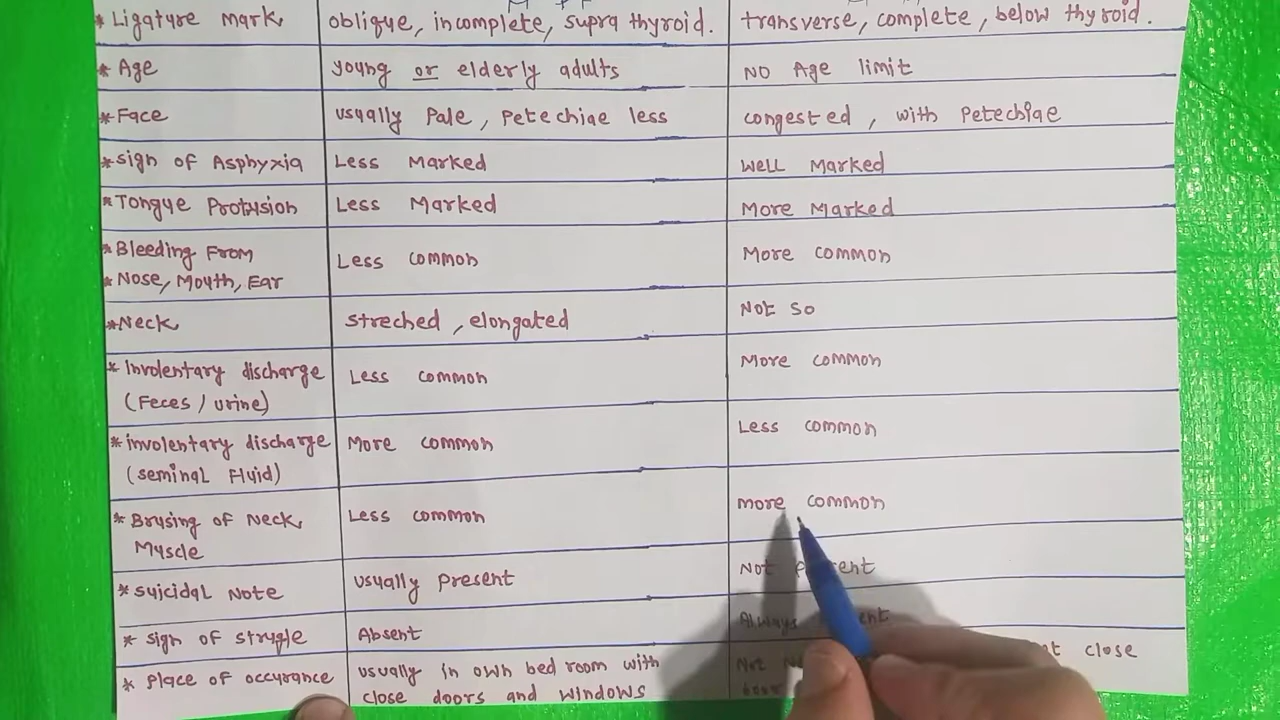 * Ligature Mark oblique, incomplete, supra thyroid. transverse, complete, below thyroid.
* Age young or elderly adults NO Age limit
* Face usually Pale, Petechiae less congested, with Petechiae
* sign of Asphyxia Less Marked Well Marked
* Tongue Protusion Less Marked More Marked
* Bleeding From
* Nose, Mouth, Ear Less common More common
* Neck streched, elongated Not so
* Involentary discharge
(Feces / urine) Less common More common
* involentary discharge
(seminal Fluid) More common Less common
* Brusing of Neck
Muscle Less common more common
* suicidal Note usually present Not
* sign of strugle Absent Always
* Place of occurance usually in own bed room with Not close
close doors and windows